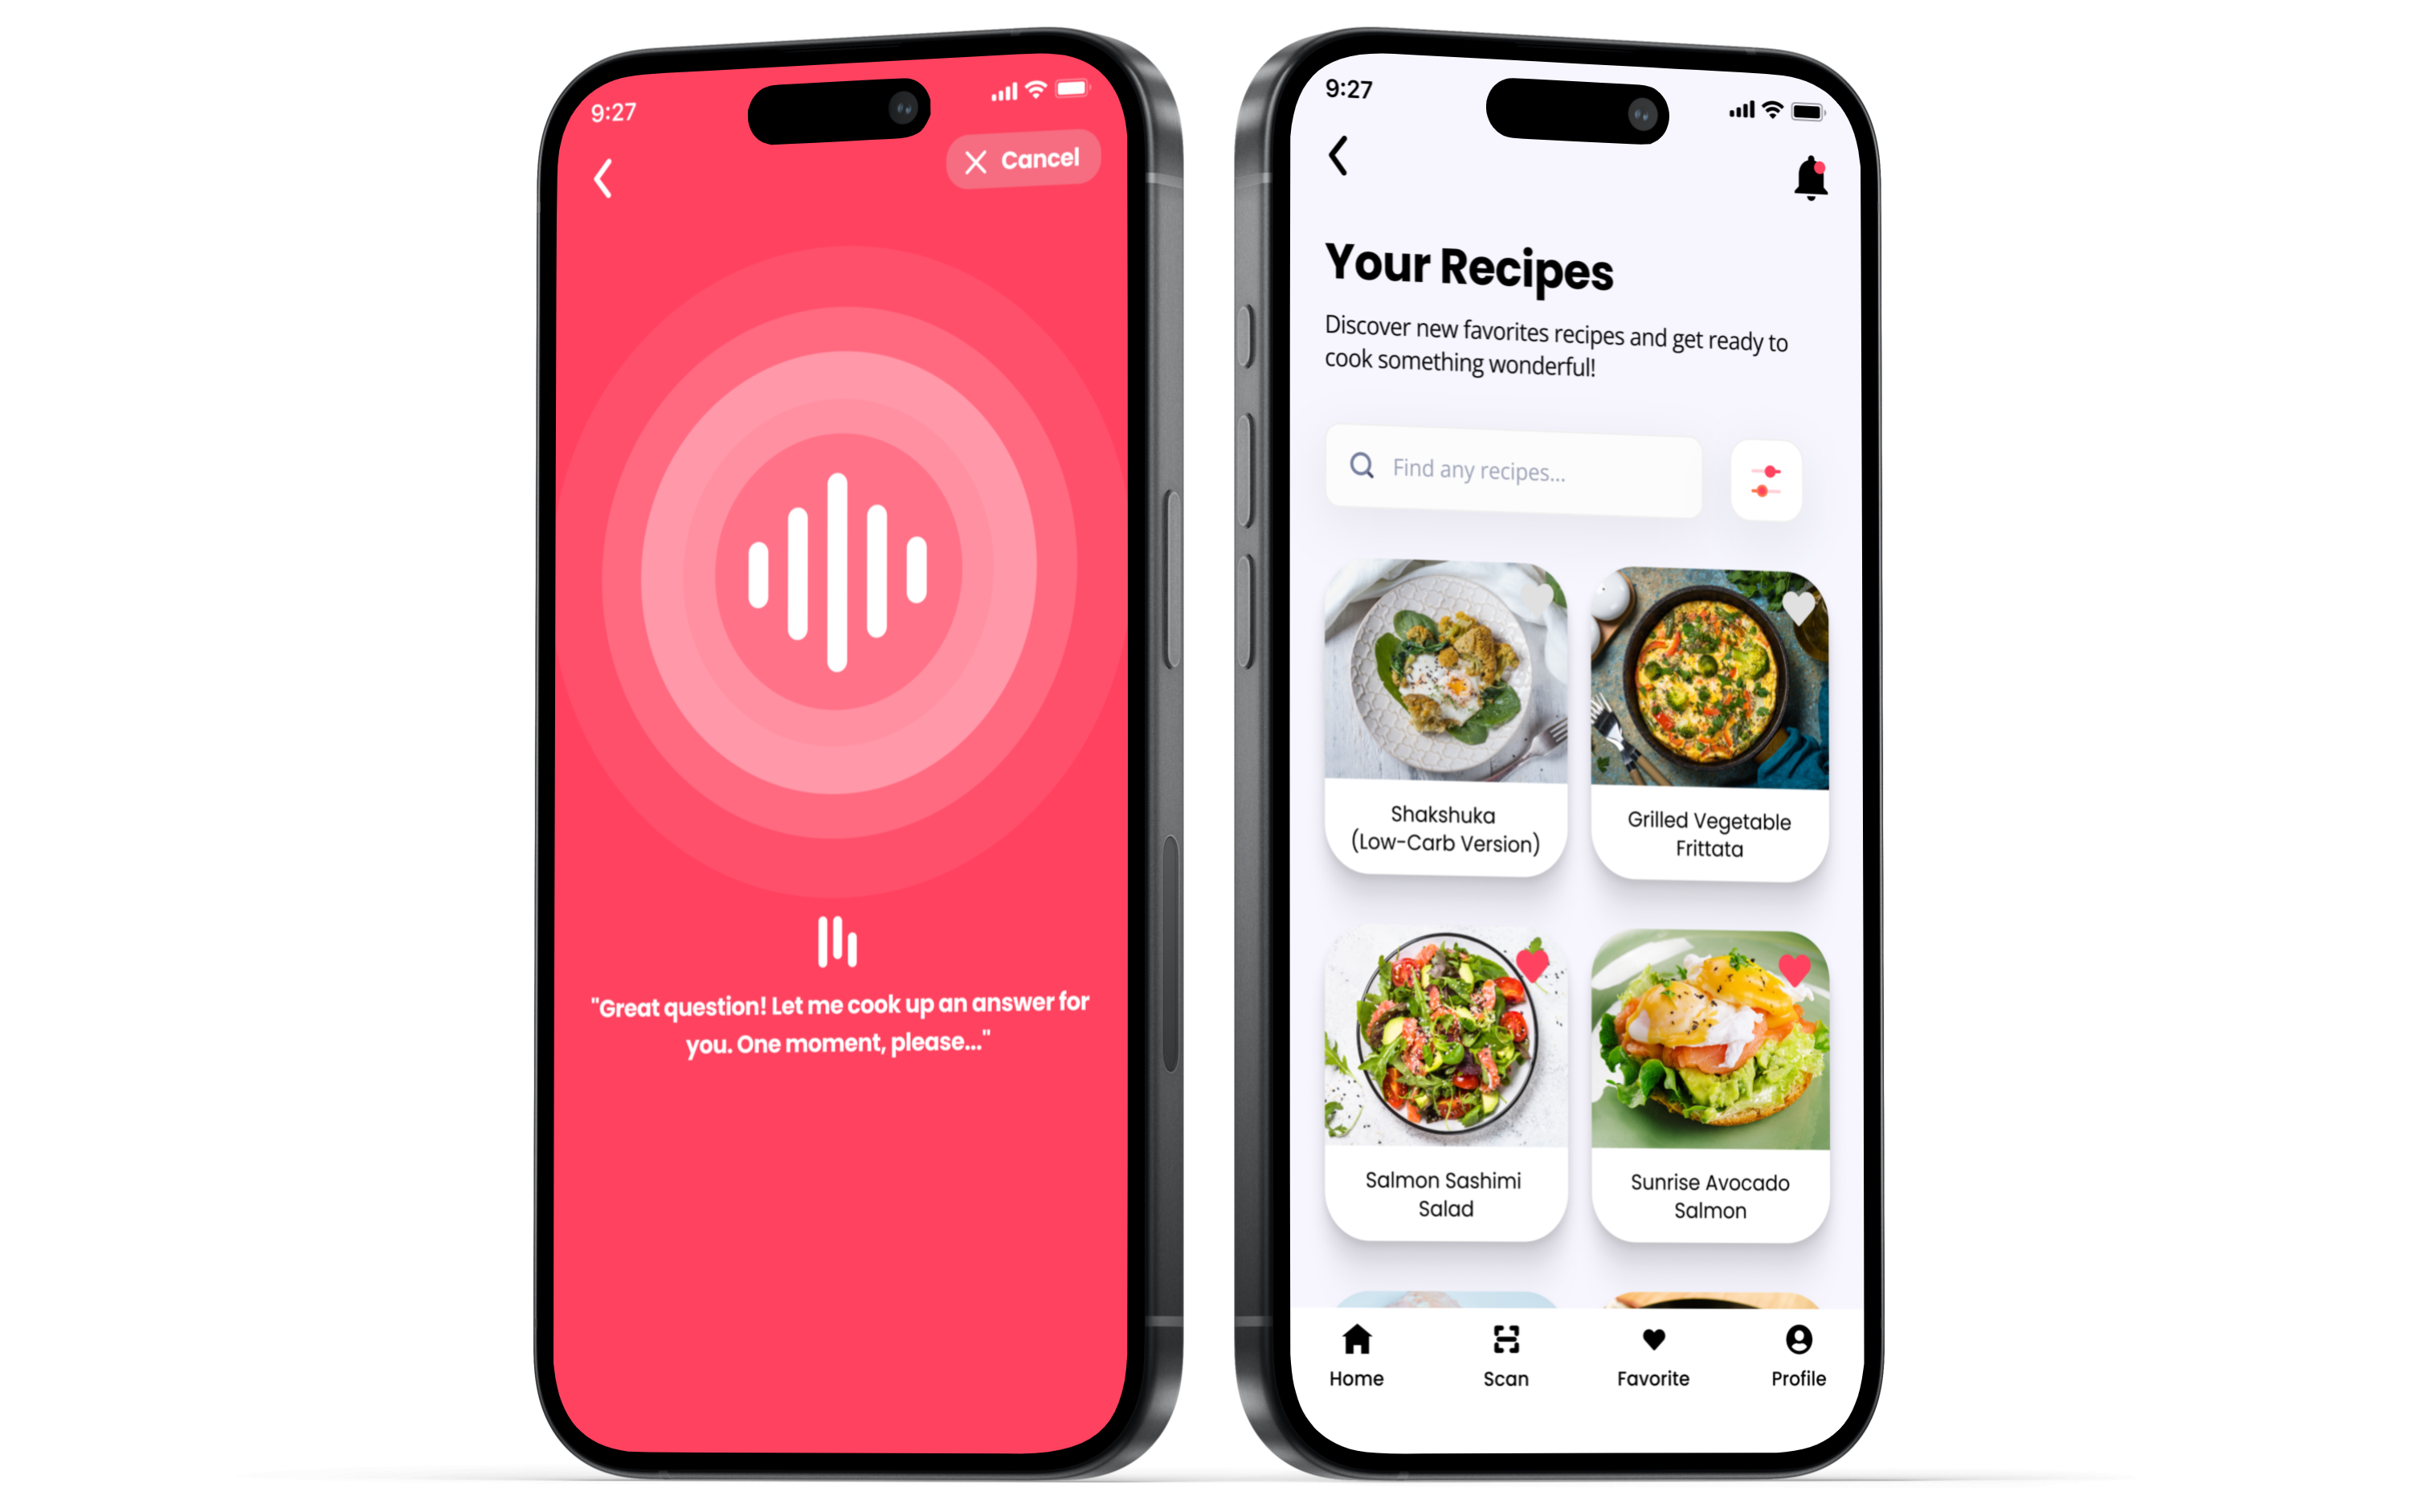 9:27
Cancel
"Great question! Let me cook up an answer for
you. One moment, please..."
9:27
Your Recipes
Discover new favorites recipes and get ready to
cook something wonderful!
Find any recipes...
Shakshuka
(Low-Carb Version)
Grilled Vegetable
Frittata
Salmon Sashimi
Salad
Sunrise Avocado
Salmon
Home
Scan
Favorite
Profile